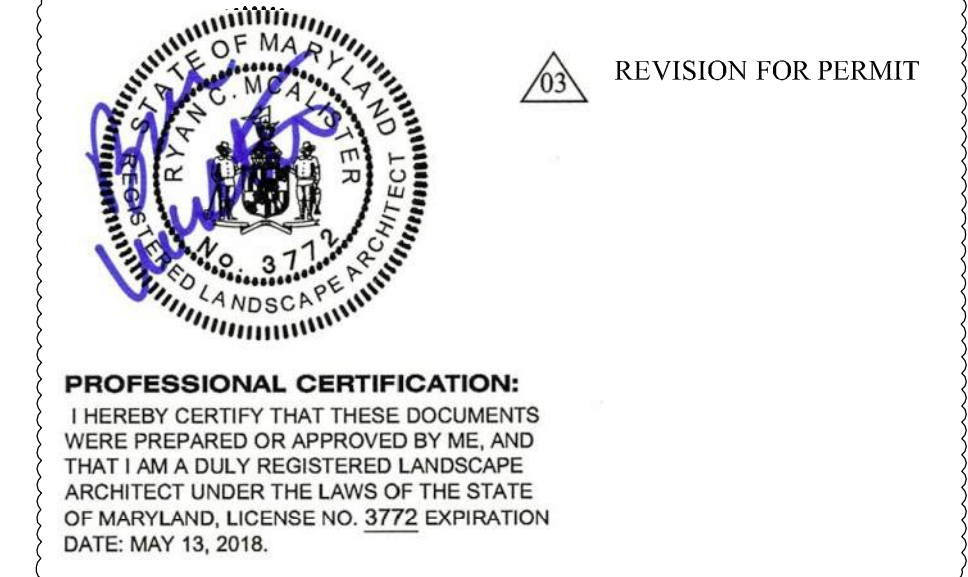 STATE OF MARYLAND
RYAN C. MCALISTER
No. 3772
REGISTERED LANDSCAPE ARCHITECT
03
REVISION FOR PERMIT
PROFESSIONAL CERTIFICATION:
I HEREBY CERTIFY THAT THESE DOCUMENTS
WERE PREPARED OR APPROVED BY ME, AND
THAT I AM A DULY REGISTERED LANDSCAPE
ARCHITECT UNDER THE LAWS OF THE STATE
OF MARYLAND, LICENSE NO. 3772 EXPIRATION
DATE: MAY 13, 2018.